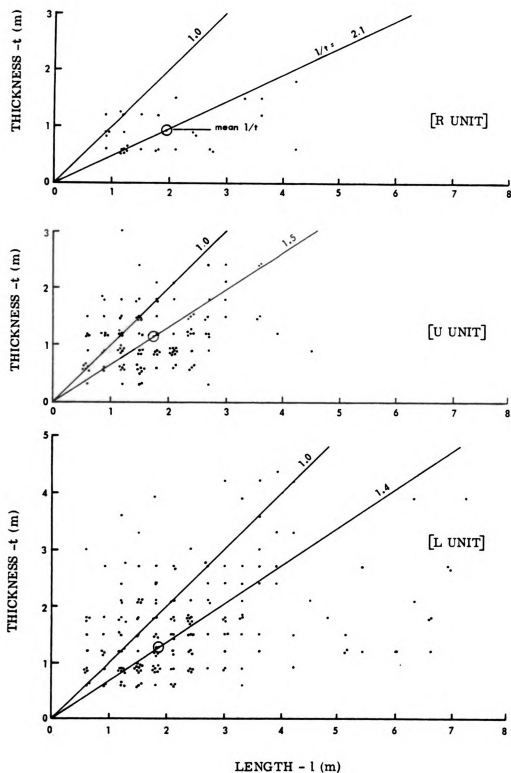 THICKNESS -t (m)
3
2
1
0
1.0
l/t = 2.1
mean l/t
[R UNIT]
0 1 2 3 4 5 6 7 8
THICKNESS -t (m)
3
2
1
0
1.0
1.5
[U UNIT]
0 1 2 3 4 5 6 7 8
THICKNESS -t (m)
5
4
3
2
1
0
1.0
1.4
[L UNIT]
0 1 2 3 4 5 6 7 8
LENGTH - l (m)